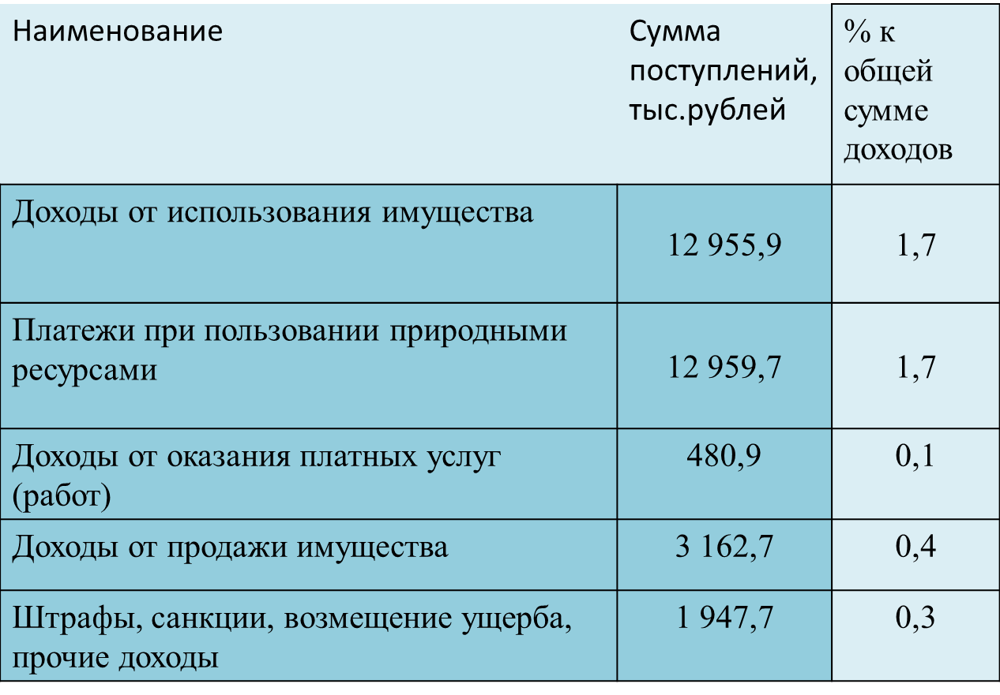 Наименование
Сумма
поступлений,
тыс.рублей
% к
общей
сумме
доходов
Доходы от использования имущества
12 955,9
1,7
Платежи при пользовании природными
ресурсами
12 959,7
1,7
Доходы от оказания платных услуг
(работ)
480,9
0,1
Доходы от продажи имущества
3 162,7
0,4
Штрафы, санкции, возмещение ущерба,
прочие доходы
1 947,7
0,3